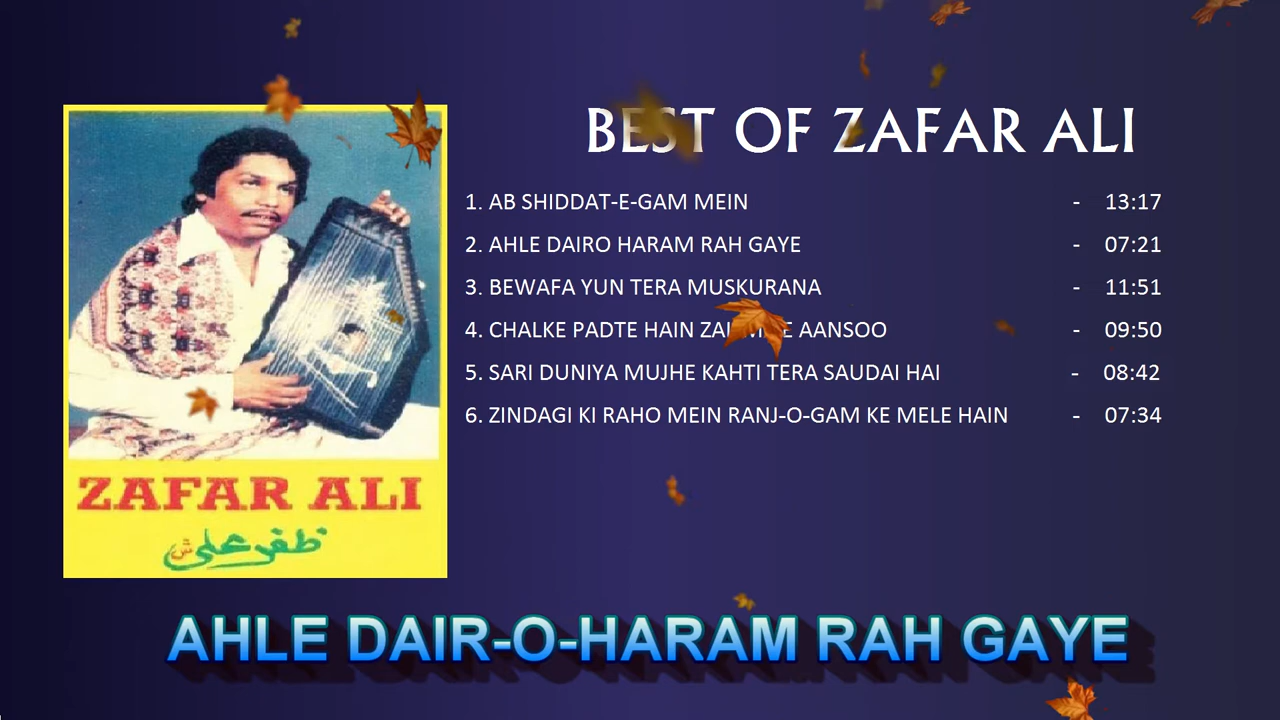 BEST OF ZAFAR ALI
1. AB SHIDDAT-E-GAM MEIN - 13:17
2. AHLE DAIRO HARAM RAH GAYE - 07:21
3. BEWAFA YUN TERA MUSKURANA - 11:51
4. CHALKE PADTE HAIN AANSOO - 09:50
5. SARI DUNIYA MUJHE KAHTI TERA SAUDAI HAI - 08:42
6. ZINDAGI KI RAHO MEIN RANJ-O-GAM KE MELE HAIN - 07:34
ZAFAR ALI
ظفر علی
AHLE DAIR-O-HARAM RAH GAYE